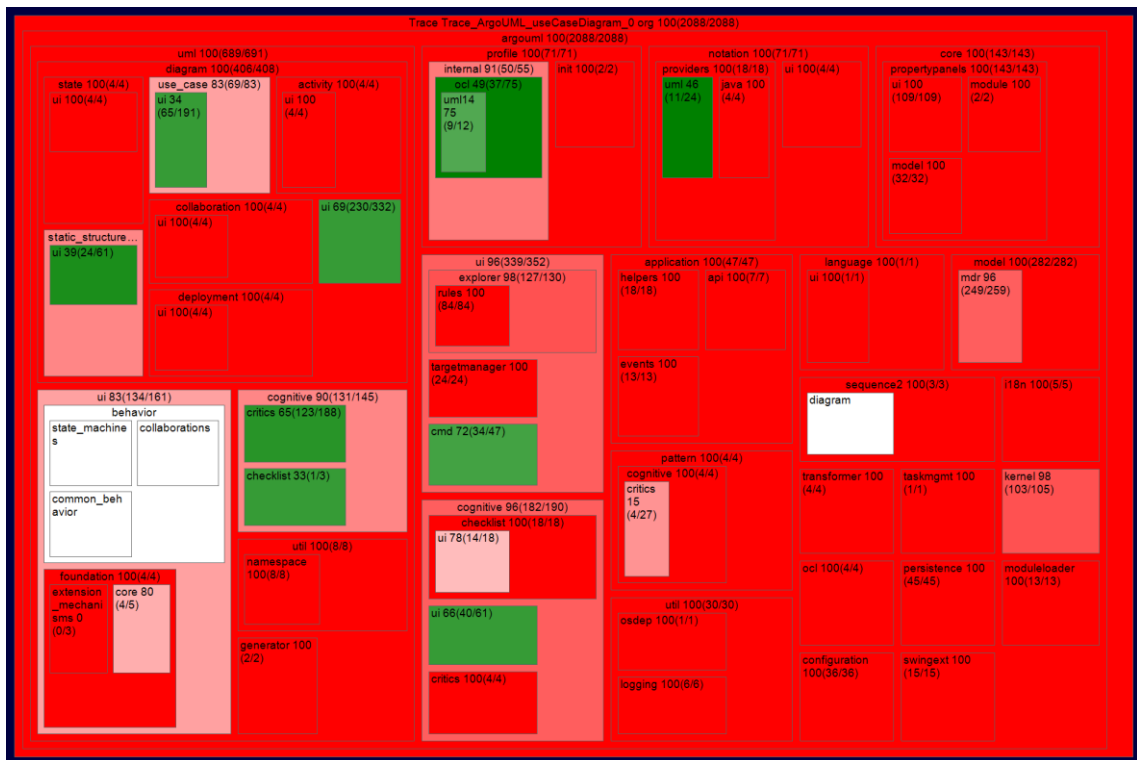 Trace Trace_ArgoUML_useCaseDiagram_0 org 100(2088/2088)
argouml 100(2088/2088)
uml 100(689/691)
diagram 100(406/408)
state 100(4/4)
ui 100(4/4)
use_case 83(69/83)
ui 34
(65/191)
activity 100(4/4)
ui 100
(4/4)
collaboration 100(4/4)
ui 100(4/4)
ui 69(230/332)
static_structure...
ui 39(24/61)
deployment 100(4/4)
ui 100(4/4)
ui 83(134/161)
behavior
state_machine
s
collaborations
common_beh
avior
foundation 100(4/4)
extension
_mechani
sms 0
(0/3)
core 80
(4/5)
cognitive 90(131/145)
critics 65(123/188)
checklist 33(1/3)
util 100(8/8)
namespace
100(8/8)
generator 100
(2/2)
profile 100(71/71)
internal 91(50/55)
ocl 49(37/75)
uml14
75
(9/12)
init 100(2/2)
notation 100(71/71)
providers 100(18/18)
uml 46
(11/24)
java 100
(4/4)
ui 100(4/4)
core 100(143/143)
propertypanels 100(143/143)
ui 100
(109/109)
module 100
(2/2)
model 100
(32/32)
ui 96(339/352)
explorer 98(127/130)
rules 100
(84/84)
targetmanager 100
(24/24)
cmd 72(34/47)
cognitive 96(182/190)
checklist 100(18/18)
ui 78(14/18)
ui 66(40/61)
critics 100(4/4)
application 100(47/47)
helpers 100
(18/18)
api 100(7/7)
events 100
(13/13)
pattern 100(4/4)
cognitive 100(4/4)
critics
15
(4/27)
util 100(30/30)
osdep 100(1/1)
logging 100(6/6)
language 100(1/1)
ui 100(1/1)
model 100(282/282)
mdr 96
(249/259)
sequence2 100(3/3)
diagram
i18n 100(5/5)
transformer 100
(4/4)
taskmgmt 100
(1/1)
kernel 98
(103/105)
ocl 100(4/4)
persistence 100
(45/45)
moduleloader
100(13/13)
configuration
100(36/36)
swingext 100
(15/15)